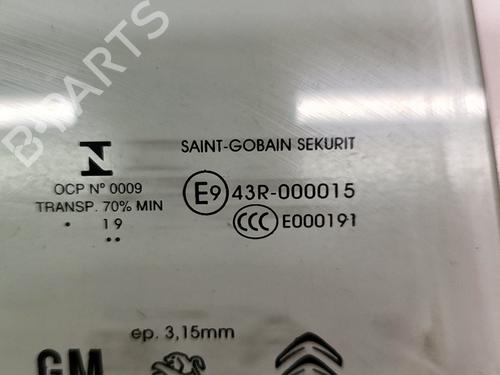 B-PARTS
N
SAINT-GOBAIN SEKURIT
OCP Nº 0009
TRANSP. 70% MIN
. 19
..
E9 43R-000015
CCC E000191
ep. 3,15mm
GM